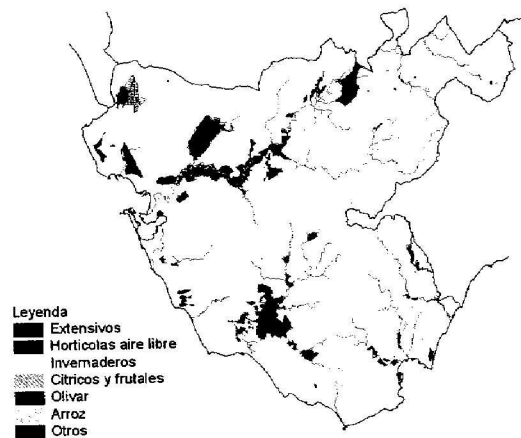 Leyenda
Extensivos
Horticolas aire libre
Invernaderos
Citricos y frutales
Olivar
Arroz
Otros